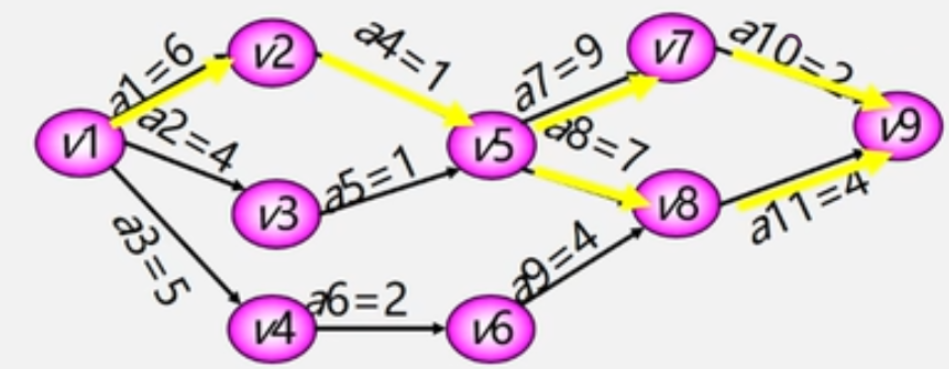 v1
v2
v3
v4
v5
v6
v7
v8
v9
a1=6
a2=4
a3=5
a4=1
a5=1
a6=2
a7=9
a8=7
a9=4
a10=2
a11=4